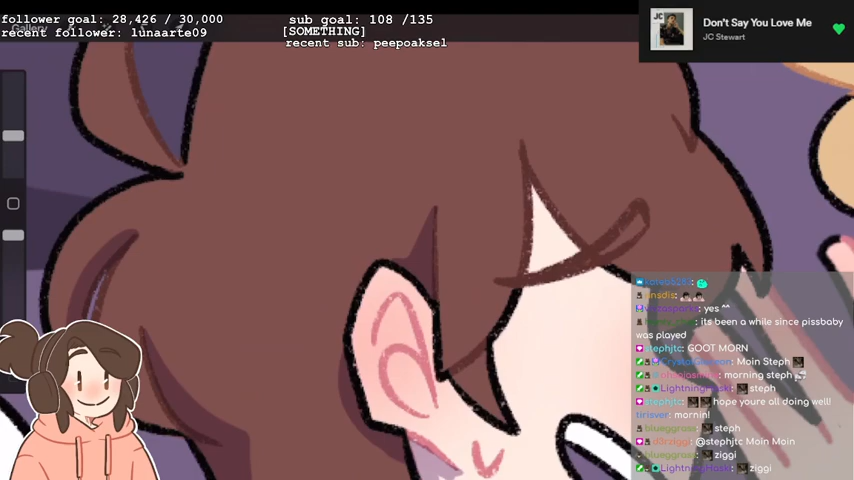 follower goal: 28,426 / 30,000
recent follower: lunaarte09
Gallery
sub goal: 108 /135
[SOMETHING]
recent sub: peepoaksel
JC
Don't Say You Love Me
JC Stewart
yes ^^
its been a while since pissbaby
was played
stephjtc: GOOT MORN
Moin Steph
morning steph
steph
stephjtc: hope youre all doing well!
tirisver: mornin!
blueggrass: steph
@stephjtc Moin Moin
blueggrass: ziggi
ziggi